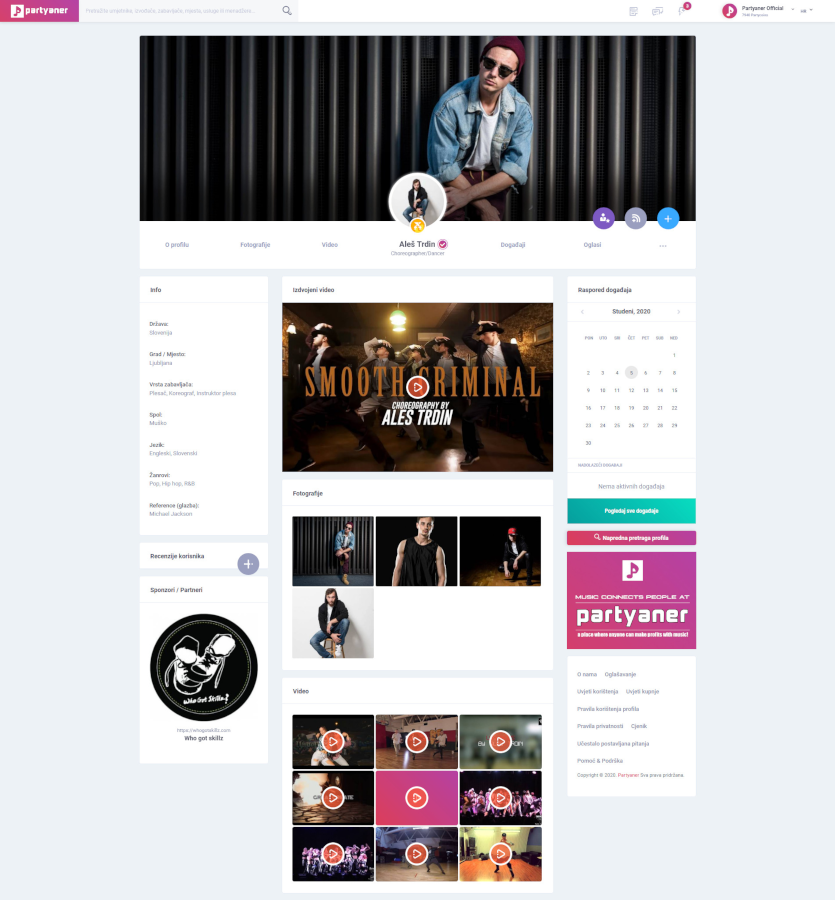 partyaner
Pretražite umjetnike, izvođače, zabavljače, mjesta, usluge ili menadžere...
Partyaner Official
O profilu
Fotografije
Video
Aleš Trdin
Choreographer/Dancer
Događaji
Oglasi
Info
Država:
Slovenija
Grad / Mjesto:
Ljubljana
Vrsta zabavljača:
Plesač, Koreograf, Instruktor plesa
Spol:
Muško
Jezik:
Engleski, Slovenski
Žanrovi:
Pop, Hip hop, R&B
Reference (glazba):
Michael Jackson
Recenzije korisnika
Sponzori / Partneri
Who Got Skillz?
Who got skillz
Izdvojeni video
SMOOTH CRIMINAL
CHOREOGRAPHY BY
ALES TRDIN
Fotografije
Video
BY
Raspored događaja
Studeni, 2020
PON UTO SRI ČET PET SUB NED
1
2 3 4 5 6 7 8
9 10 11 12 13 14 15
16 17 18 19 20 21 22
23 24 25 26 27 28 29
30
NADOLAZEĆI DOGAĐAJI
Nema aktivnih događaja
Pogledaj sve događaje
Napredna pretraga profila
MUSIC CONNECTS PEOPLE AT
partyaner
a place where anyone can make profits with music!
O nama Oglašavanje
Uvjeti korištenja Uvjeti kupnje
Pravila korištenja profila
Pravila privatnosti Cjenik
Učestalo postavljana pitanja
Pomoć & Podrška
Copyright © 2020. Partyaner Sva prava pridržana.